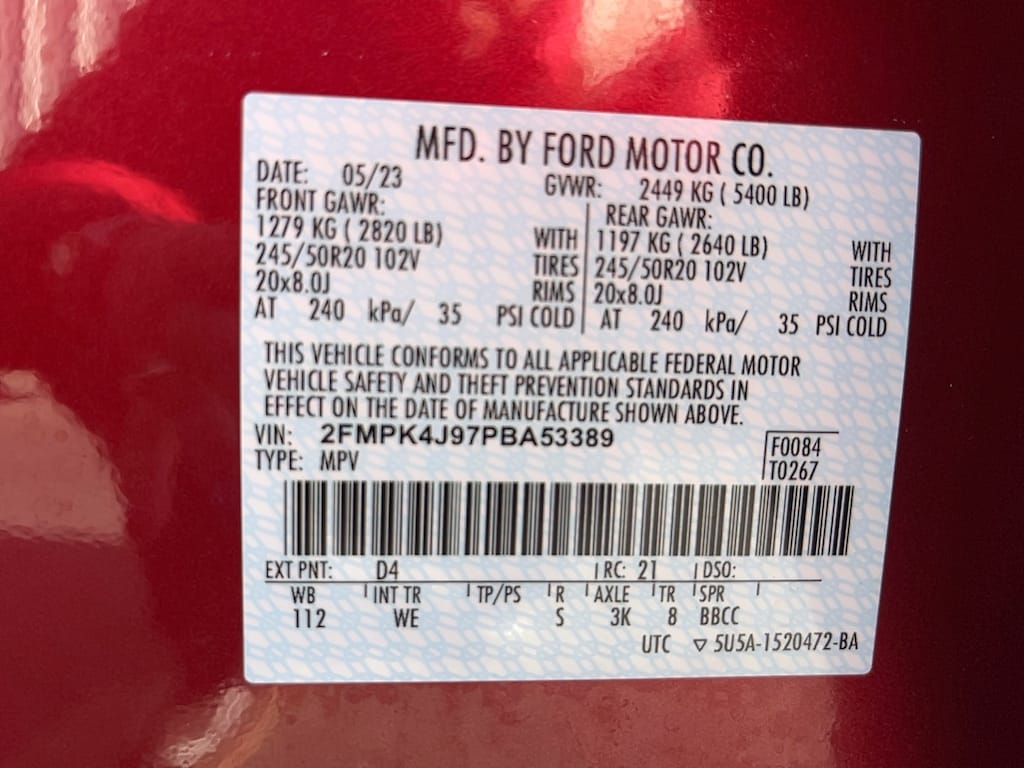 MFD. BY FORD MOTOR CO.
DATE: 05/23 GVWR: 2449 KG ( 5400 LB)
FRONT GAWR: REAR GAWR:
1279 KG ( 2820 LB) WITH 1197 KG ( 2640 LB) WITH
245/50R20 102V TIRES 245/50R20 102V TIRES
20x8.0J RIMS 20x8.0J RIMS
AT 240 kPa/ 35 PSI COLD AT 240 kPa/ 35 PSI COLD
THIS VEHICLE CONFORMS TO ALL APPLICABLE FEDERAL MOTOR
VEHICLE SAFETY AND THEFT PREVENTION STANDARDS IN
EFFECT ON THE DATE OF MANUFACTURE SHOWN ABOVE.
VIN: 2FMPK4J97PBA53389 F0084
TYPE: MPV T0267
EXT PNT: D4 RC: 21 DSO:
WB INT TR TP/PS R AXLE TR SPR
112 WE S 3K 8 BBCC
UTC ▽ 5U5A-1520472-BA